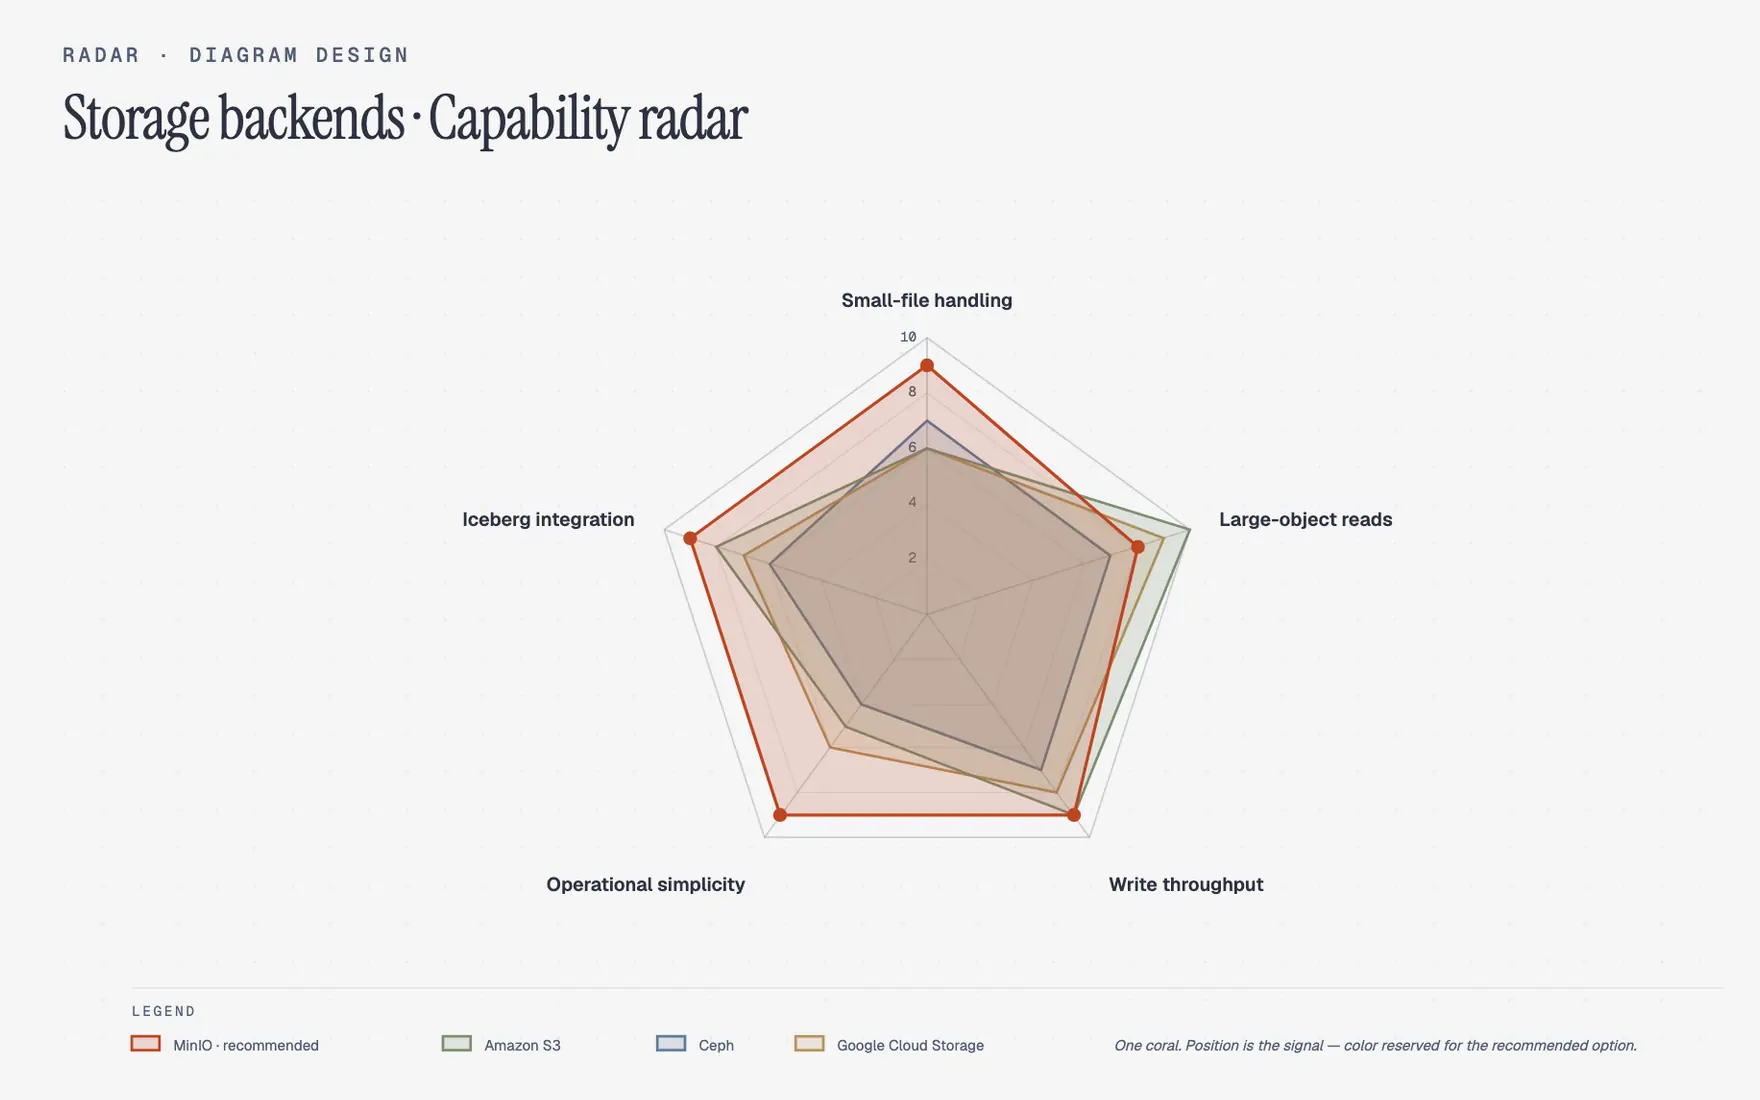 RADAR · DIAGRAM DESIGN
Storage backends · Capability radar
Small-file handling
10
8
6
4
2
Iceberg integration
Large-object reads
Operational simplicity
Write throughput
LEGEND
MinIO · recommended
Amazon S3
Ceph
Google Cloud Storage
One coral. Position is the signal — color reserved for the recommended option.